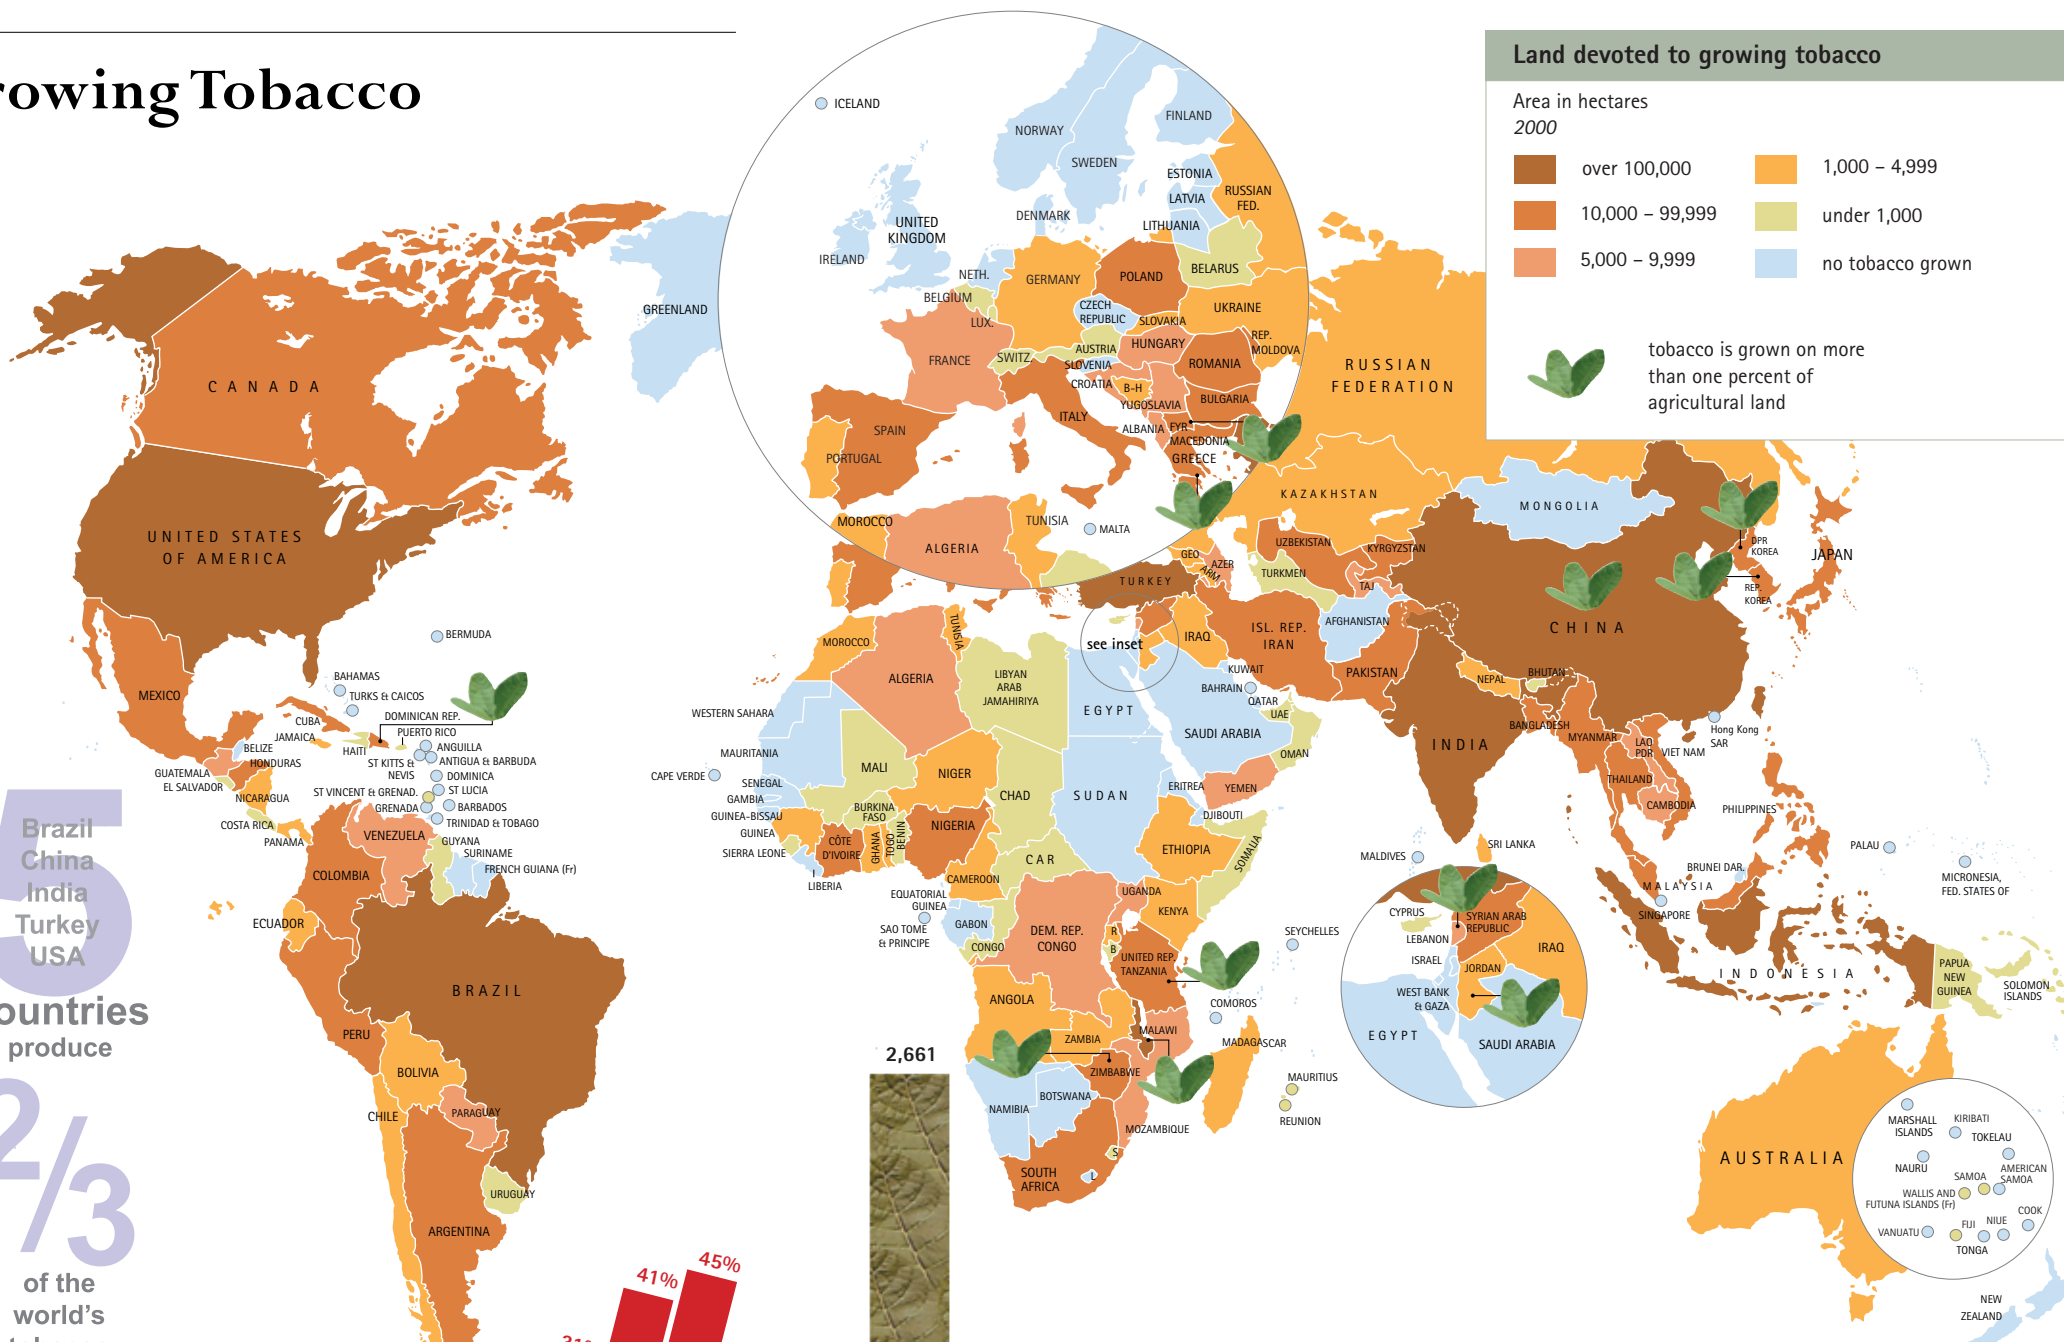 rowing Tobacco
Land devoted to growing tobacco
Area in hectares
2000
over 100,000
10,000 – 99,999
5,000 – 9,999
1,000 – 4,999
under 1,000
no tobacco grown
tobacco is grown on more
than one percent of
agricultural land
ICELAND
NORWAY
SWEDEN
FINLAND
ESTONIA
LATVIA
LITHUANIA
RUSSIAN
FED.
DENMARK
UNITED
KINGDOM
IRELAND
NETH.
BELGIUM
LUX.
GERMANY
POLAND
BELARUS
CZECH
REPUBLIC
SLOVAKIA
UKRAINE
REP.
MOLDOVA
FRANCE
SWITZ.
AUSTRIA
SLOVENIA
HUNGARY
ROMANIA
CROATIA
B-H
YUGOSLAVIA
BULGARIA
ITALY
ALBANIA
FYR
MACEDONIA
GREECE
SPAIN
PORTUGAL
MOROCCO
ALGERIA
TUNISIA
MALTA
GREENLAND
CANADA
UNITED STATES
OF AMERICA
MEXICO
BERMUDA
BAHAMAS
TURKS & CAICOS
CUBA
DOMINICAN REP.
JAMAICA
HAITI
PUERTO RICO
ANGUILLA
ANTIGUA & BARBUDA
ST KITTS &
NEVIS
DOMINICA
ST LUCIA
ST VINCENT & GRENAD.
GRENADA
BARBADOS
TRINIDAD & TOBAGO
BELIZE
HONDURAS
GUATEMALA
EL SALVADOR
NICARAGUA
COSTA RICA
PANAMA
VENEZUELA
GUYANA
SURINAME
FRENCH GUIANA (Fr)
COLOMBIA
ECUADOR
BRAZIL
PERU
BOLIVIA
CHILE
PARAGUAY
URUGUAY
ARGENTINA
5
Brazil
China
India
Turkey
USA
ountries
produce
2/3
of the
world's
41%
45%
2,661
RUSSIAN
FEDERATION
KAZAKHSTAN
MONGOLIA
UZBEKISTAN
KYRGYZSTAN
GEO
ARM
AZER
TURKMEN
TAJ
TURKEY
see inset
IRAQ
ISL. REP.
IRAN
AFGHANISTAN
PAKISTAN
KUWAIT
BAHRAIN
QATAR
UAE
SAUDI ARABIA
OMAN
YEMEN
CHINA
DPR
KOREA
REP.
KOREA
JAPAN
NEPAL
BHUTAN
BANGLADESH
INDIA
MYANMAR
LAO
PDR
VIET NAM
Hong Kong
SAR
THAILAND
CAMBODIA
PHILIPPINES
SRI LANKA
MALDIVES
BRUNEI DAR.
MALAYSIA
SINGAPORE
INDONESIA
PALAU
MICRONESIA,
FED. STATES OF
PAPUA
NEW
GUINEA
SOLOMON
ISLANDS
MOROCCO
TUNISIA
ALGERIA
LIBYAN
ARAB
JAMAHIRIYA
EGYPT
WESTERN SAHARA
MAURITANIA
CAPE VERDE
SENEGAL
GAMBIA
GUINEA-BISSAU
GUINEA
SIERRA LEONE
LIBERIA
MALI
BURKINA
FASO
CÔTE
D'IVOIRE
GHANA
TOGO
BENIN
NIGER
NIGERIA
CHAD
SUDAN
ERITREA
DJIBOUTI
ETHIOPIA
SOMALIA
CAR
CAMEROON
EQUATORIAL
GUINEA
SAO TOME
& PRINCIPE
GABON
CONGO
DEM. REP.
CONGO
UGANDA
KENYA
R
B
UNITED REP.
TANZANIA
SEYCHELLES
COMOROS
ANGOLA
ZAMBIA
MALAWI
MADAGASCAR
ZIMBABWE
NAMIBIA
BOTSWANA
MOZAMBIQUE
MAURITIUS
REUNION
SOUTH
AFRICA
S
L
CYPRUS
SYRIAN ARAB
REPUBLIC
LEBANON
ISRAEL
IRAQ
JORDAN
WEST BANK
& GAZA
EGYPT
SAUDI ARABIA
AUSTRALIA
MARSHALL
ISLANDS
KIRIBATI
TOKELAU
NAURU
SAMOA
AMERICAN
SAMOA
WALLIS AND
FUTUNA ISLANDS (Fr)
VANUATU
FIJI
NIUE
COOK
TONGA
NEW
ZEALAND